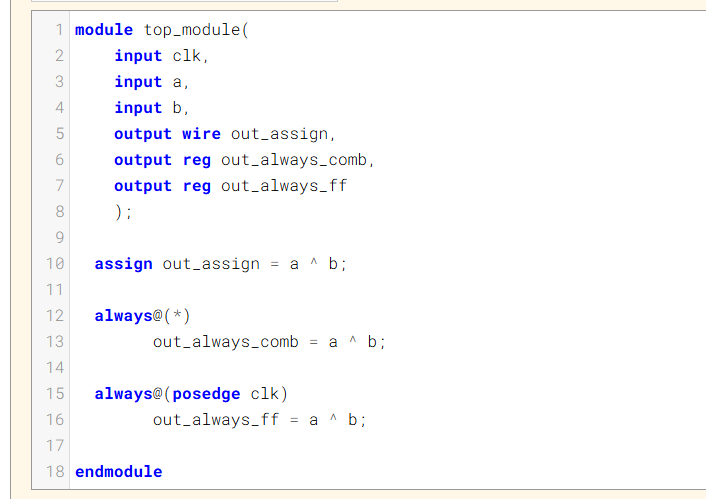 1 module top_module(
2 input clk,
3 input a,
4 input b,
5 output wire out_assign,
6 output reg out_always_comb,
7 output reg out_always_ff
8 );
9
10 assign out_assign = a ^ b;
11
12 always@(*)
13 out_always_comb = a ^ b;
14
15 always@(posedge clk)
16 out_always_ff = a ^ b;
17
18 endmodule